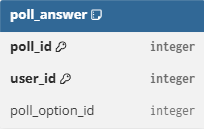 poll_answer
poll_id integer
user_id integer
poll_option_id integer